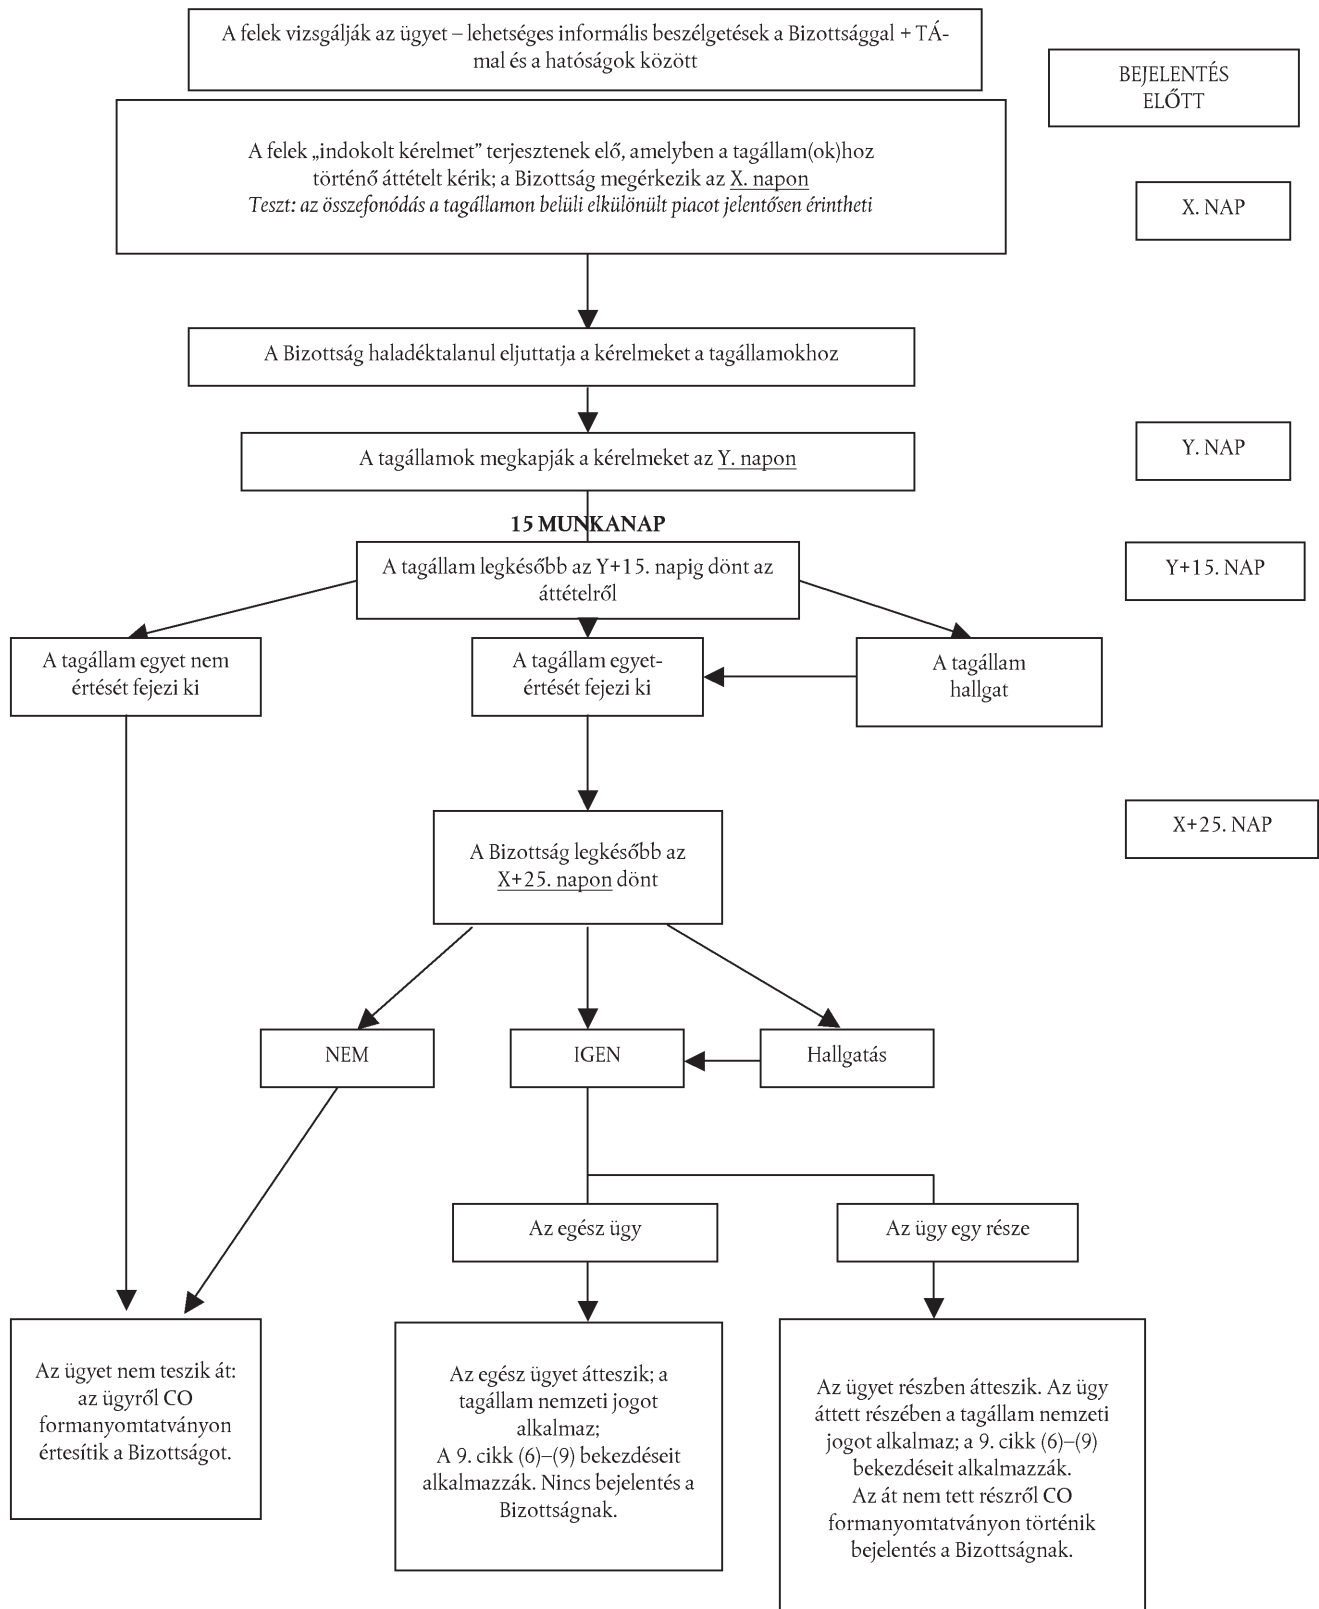 A felek vizsgálják az ügyet – lehetséges informális beszélgetések a Bizottsággal + TÁ-
mal és a hatóságok között
BEJELENTÉS
ELŐTT
A felek „indokolt kérelmet” terjesztenek elő, amelyben a tagállam(ok)hoz
történő áttételt kérik; a Bizottság megérkezik az X. napon
Teszt: az összefonódás a tagállamon belüli elkülönült piacot jelentősen érintheti
X. NAP
A Bizottság haladéktalanul eljuttatja a kérelmeket a tagállamokhoz
A tagállamok megkapják a kérelmeket az Y. napon
Y. NAP
15 MUNKANAP
A tagállam legkésőbb az Y+15. napig dönt az
áttételről
Y+15. NAP
A tagállam egyet nem
értését fejezi ki
A tagállam egyet-
értését fejezi ki
A tagállam
hallgat
A Bizottság legkésőbb az
X+25. napon dönt
X+25. NAP
NEM
IGEN
Hallgatás
Az egész ügy
Az ügy egy része
Az ügyet nem teszik át:
az ügyről CO
formanyomtatványon
értesítik a Bizottságot.
Az egész ügyet átteszik; a
tagállam nemzeti jogot
alkalmaz;
A 9. cikk (6)–(9) bekezdéseit
alkalmazzák. Nincs bejelentés a
Bizottságnak.
Az ügyet részben átteszik. Az ügy
áttett részében a tagállam nemzeti
jogot alkalmaz; a 9. cikk (6)–(9)
bekezdéseit alkalmazzák.
Az át nem tett részről CO
formanyomtatványon történik
bejelentés a Bizottságnak.